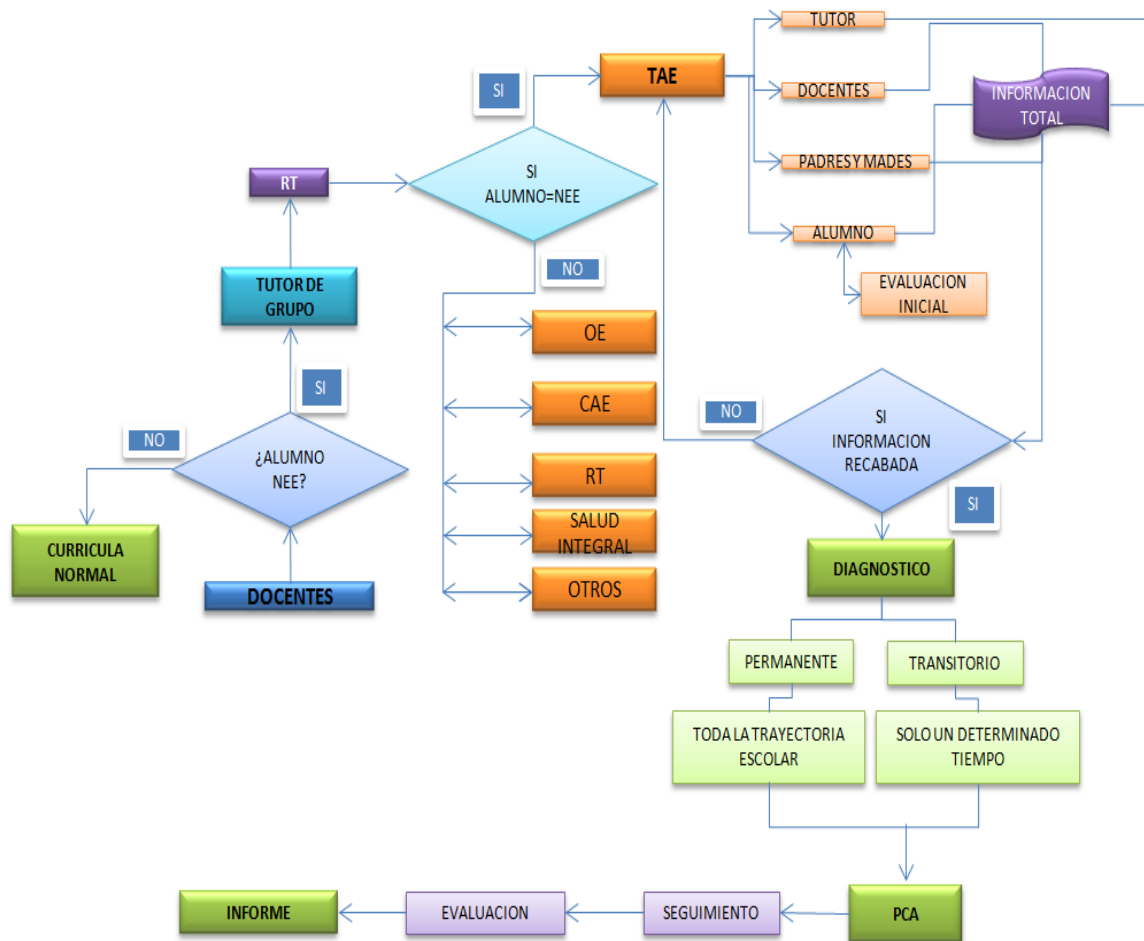 TUTOR
SI
TAE
DOCENTES
INFORMACION
TOTAL
PADRES Y MADES
RT
SI
ALUMNO=NEE
ALUMNO
NO
EVALUACION
INICIAL
TUTOR DE
GRUPO
OE
SI
CAE
NO
SI
INFORMACION
RECABADA
NO
¿ALUMNO
NEE?
RT
SI
SALUD
INTEGRAL
CURRICULA
NORMAL
DIAGNOSTICO
OTROS
DOCENTES
PERMANENTE
TRANSITORIO
TODA LA TRAYECTORIA
ESCOLAR
SOLO UN DETERMINADO
TIEMPO
INFORME
EVALUACION
SEGUIMIENTO
PCA